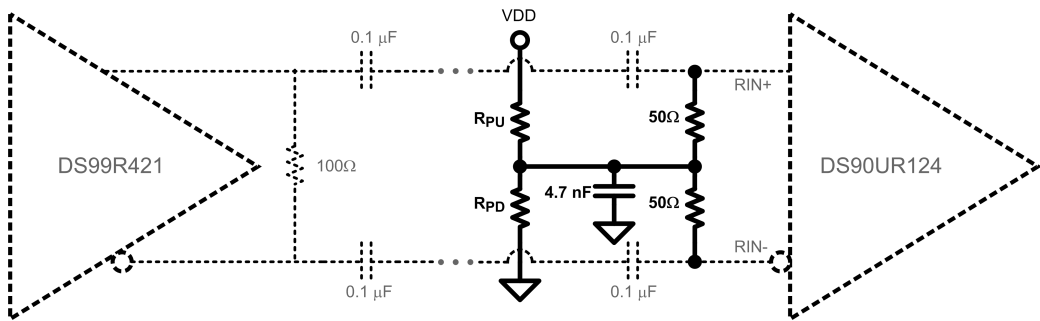 VDD
0.1 µF
0.1 µF
RIN+
RPU
50Ω
DS99R421
100Ω
DS90UR124
4.7 nF
RPD
50Ω
RIN-
0.1 µF
0.1 µF